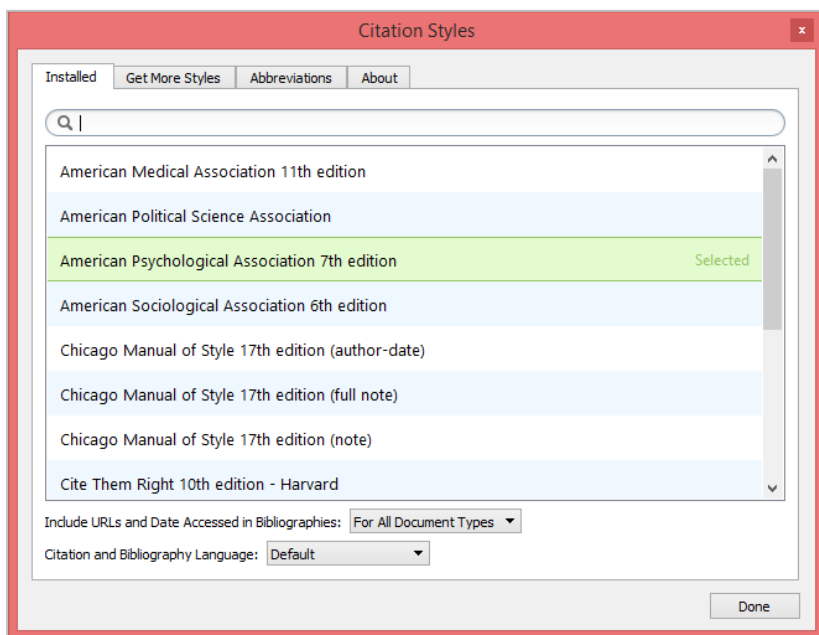 Citation Styles
x
Installed Get More Styles Abbreviations About
American Medical Association 11th edition
American Political Science Association
American Psychological Association 7th edition Selected
American Sociological Association 6th edition
Chicago Manual of Style 17th edition (author-date)
Chicago Manual of Style 17th edition (full note)
Chicago Manual of Style 17th edition (note)
Cite Them Right 10th edition - Harvard
Include URLs and Date Accessed in Bibliographies: For All Document Types
Citation and Bibliography Language: Default
Done